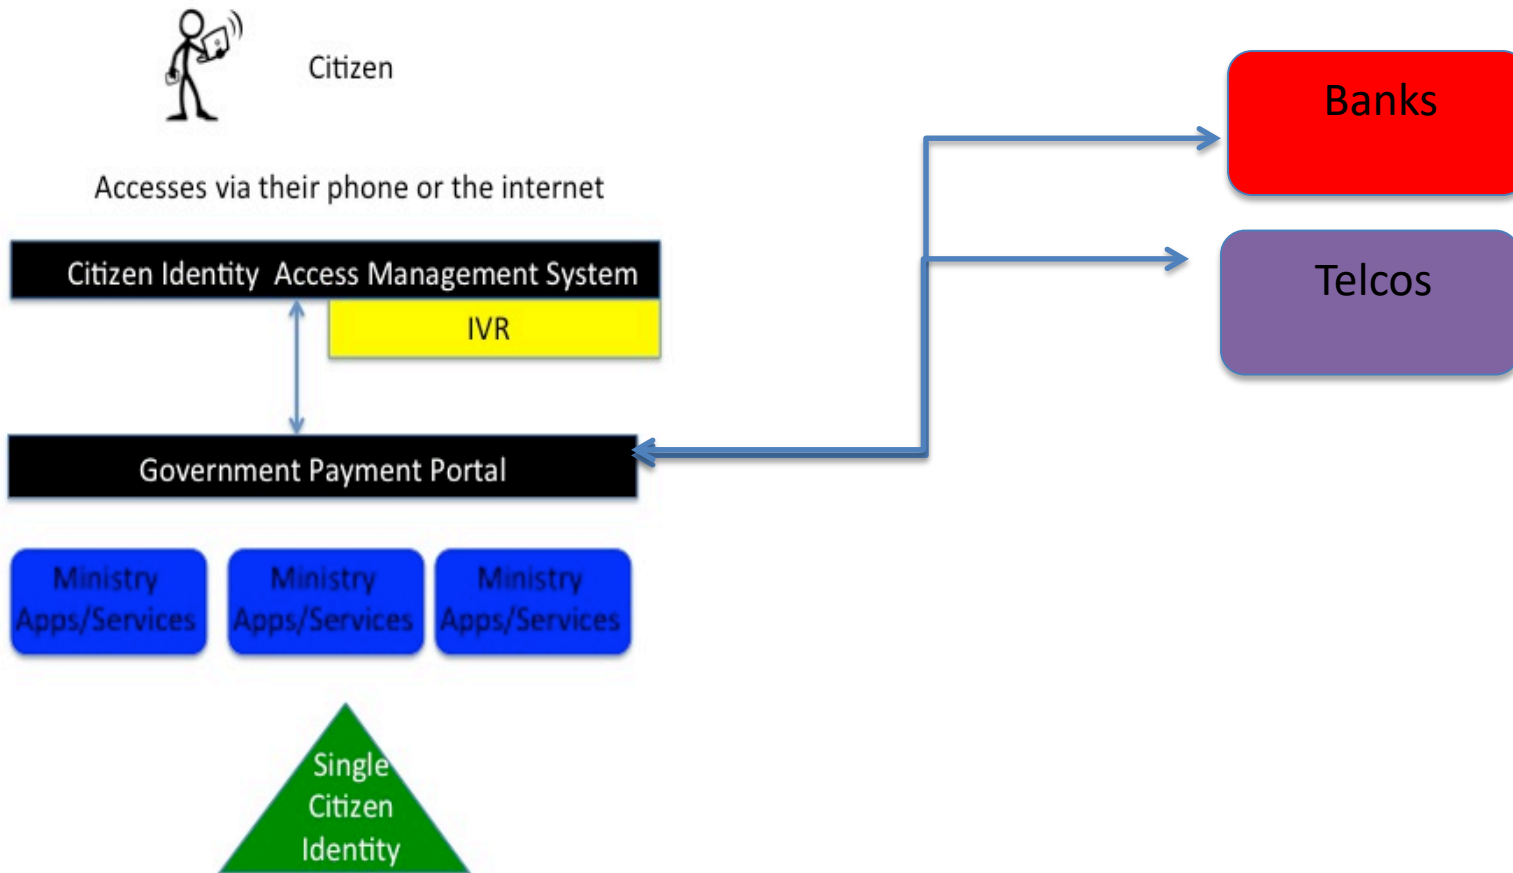 Citizen
Banks
Accesses via their phone or the internet
Citizen Identity Access Management System
Telcos
IVR
Government Payment Portal
Ministry
Apps/Services
Ministry
Apps/Services
Ministry
Apps/Services
Single
Citizen
Identity